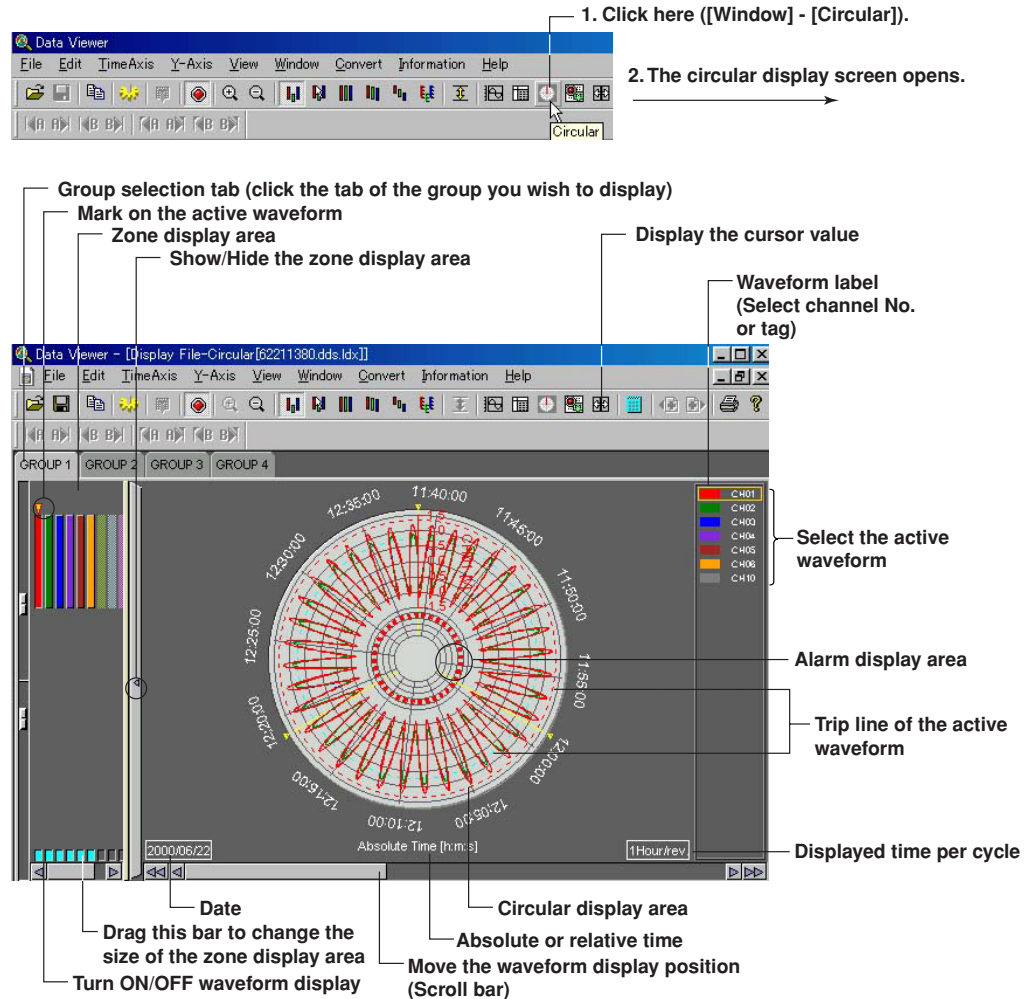 1. Click here ([Window] - [Circular]).
Data Viewer
File Edit TimeAxis Y-Axis View Window Convert Information Help
2. The circular display screen opens.
Circular
Group selection tab (click the tab of the group you wish to display)
Mark on the active waveform
Zone display area
Show/Hide the zone display area
Display the cursor value
Waveform label
(Select channel No.
or tag)
Data Viewer - [Display File-Circular[62211380.dds.ldx]]
File Edit TimeAxis Y-Axis View Window Convert Information Help
GROUP 1 GROUP 2 GROUP 3 GROUP 4
11:40:00
11:45:00
11:50:00
11:55:00
12:00:00
12:05:00
12:10:00
12:15:00
12:20:00
12:25:00
12:30:00
12:35:00
CH01
CH02
CH03
CH04
CH05
CH06
CH10
Select the active
waveform
Alarm display area
Trip line of the active
waveform
2000/06/22
Absolute Time [h:m:s]
1Hour/rev.
Displayed time per cycle
Date
Circular display area
Drag this bar to change the
size of the zone display area
Absolute or relative time
Move the waveform display position
(Scroll bar)
Turn ON/OFF waveform display